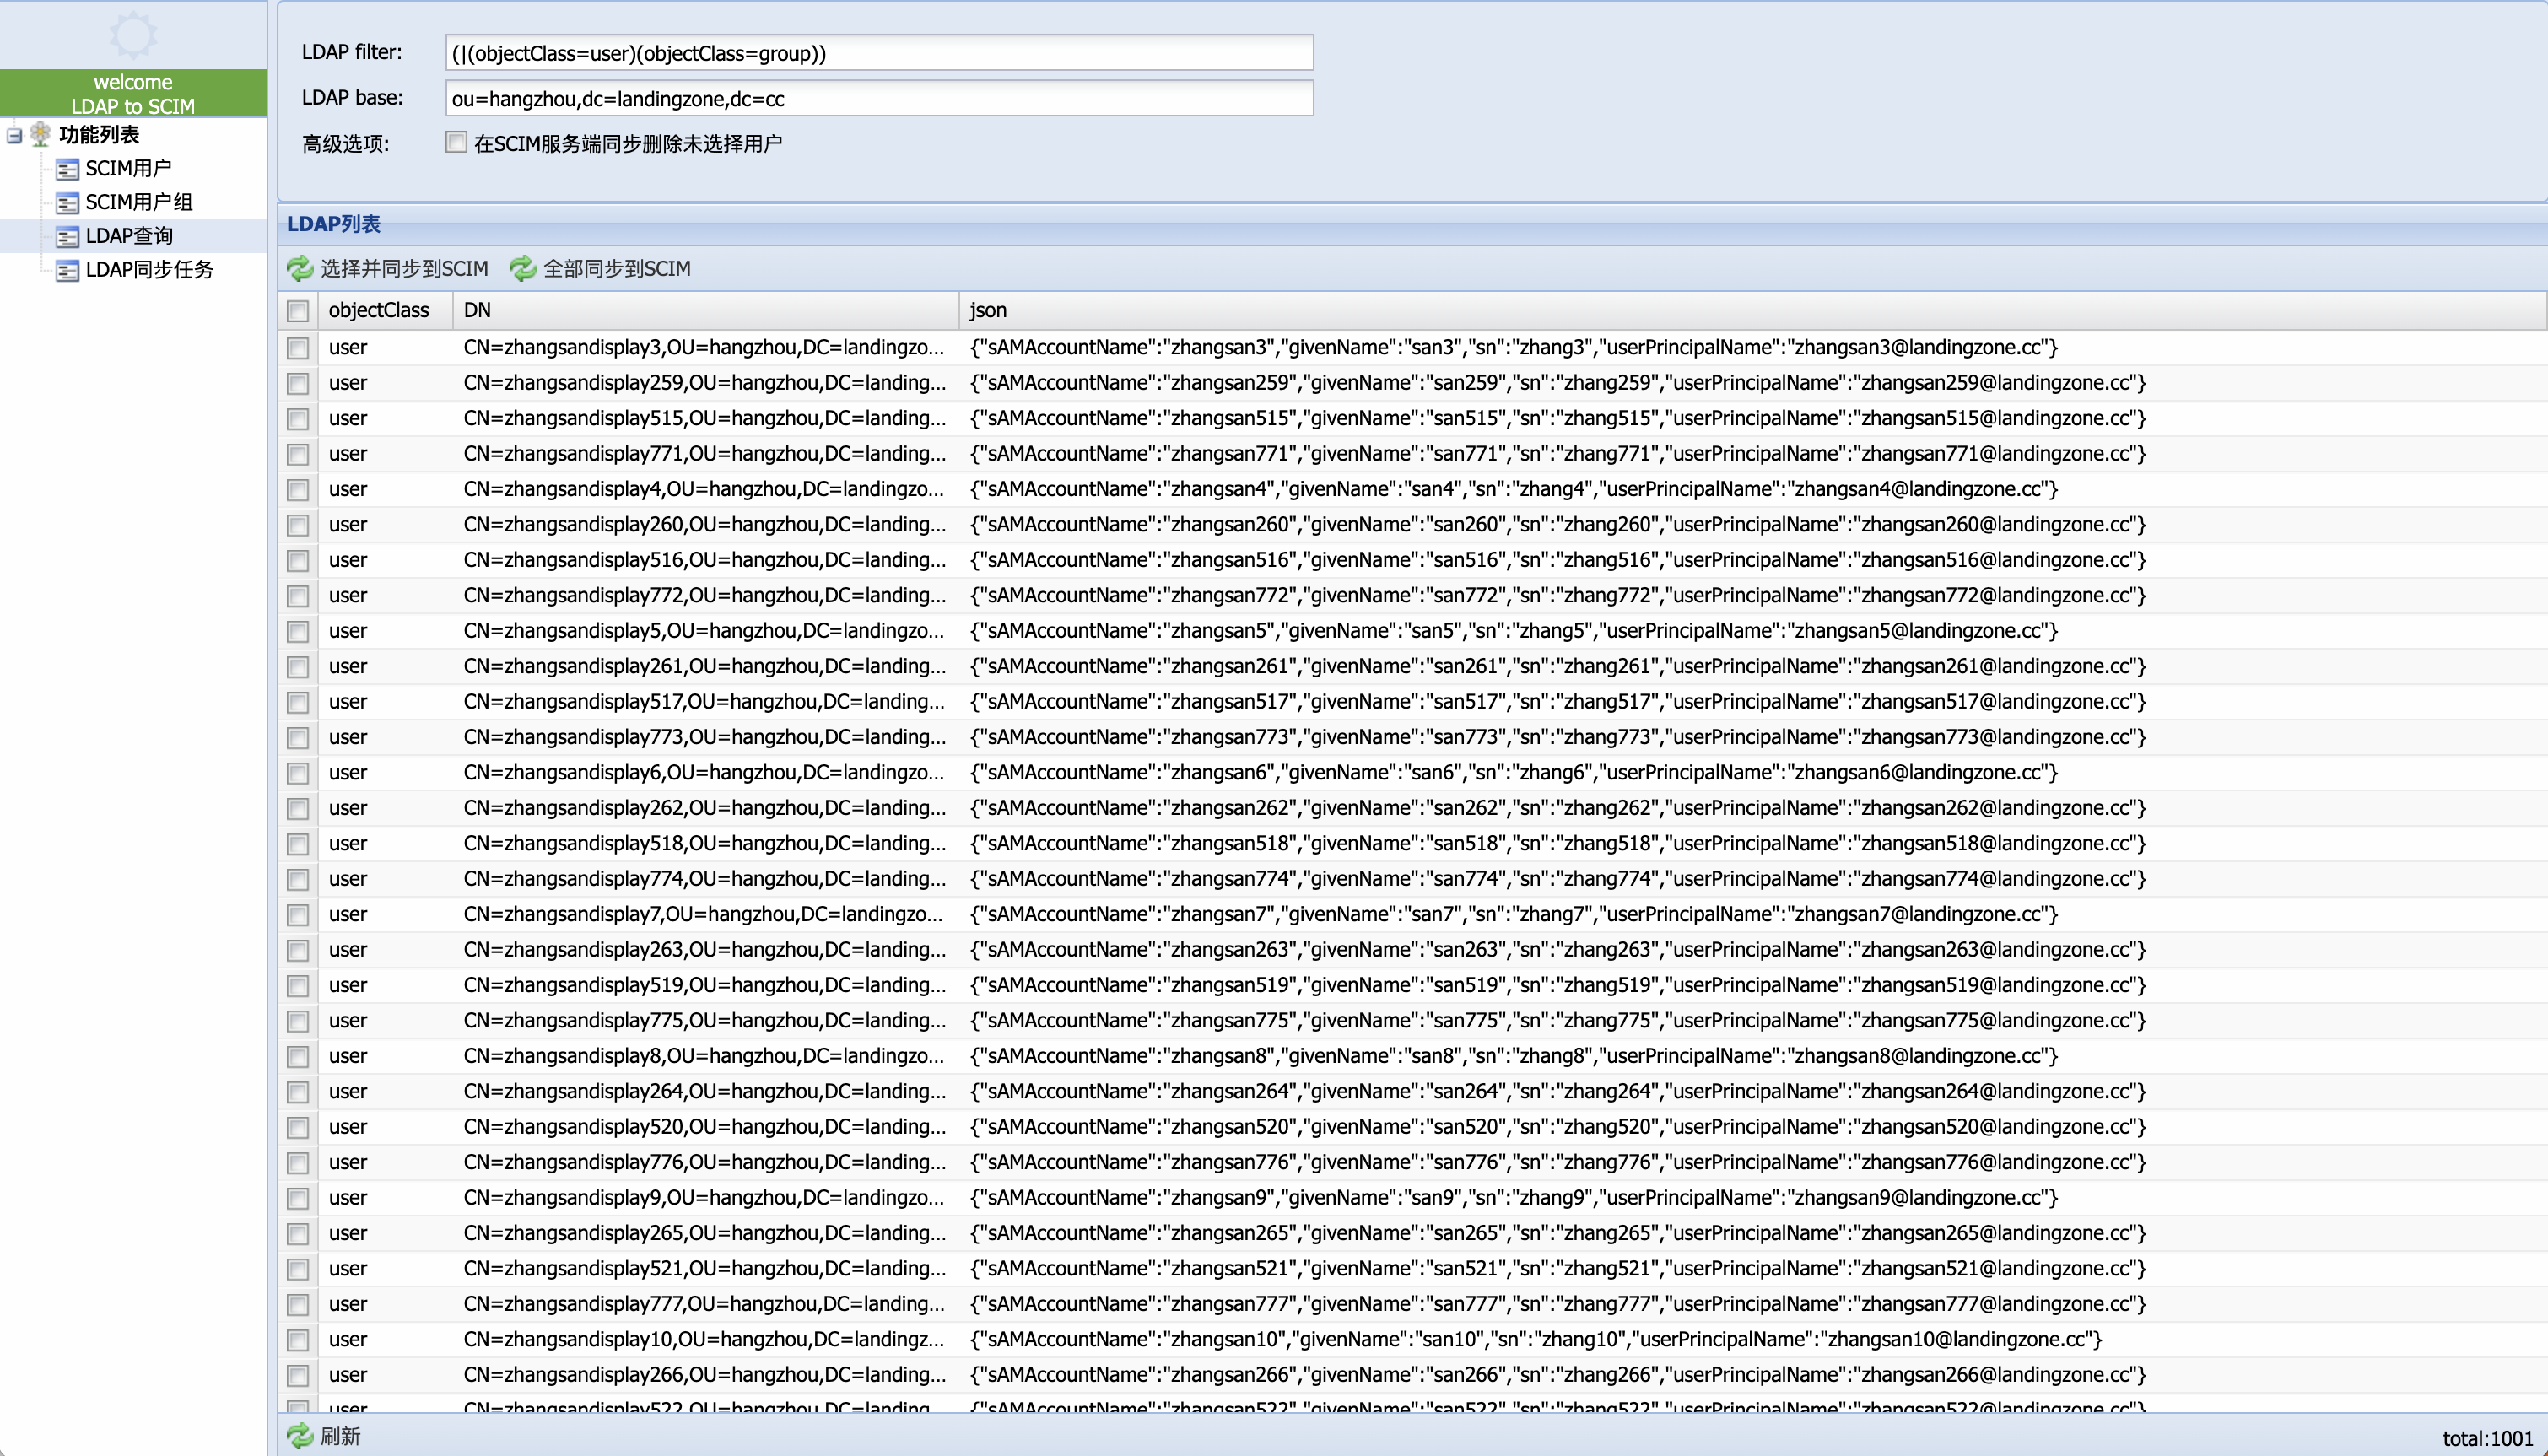 welcome
LDAP to SCIM
功能列表
SCIM用户
SCIM用户组
LDAP查询
LDAP同步任务
LDAP filter: (|(objectClass=user)(objectClass=group))
LDAP base: ou=hangzhou,dc=landingzone,dc=cc
高级选项: 在SCIM服务端同步删除未选择用户
LDAP列表
选择并同步到SCIM 全部同步到SCIM
objectClass DN json
user CN=zhangsandisplay3,OU=hangzhou,DC=landingzo... {"sAMAccountName":"zhangsan3","givenName":"san3","sn":"zhang3","userPrincipalName":"zhangsan3@landingzone.cc"}
user CN=zhangsandisplay259,OU=hangzhou,DC=landing... {"sAMAccountName":"zhangsan259","givenName":"san259","sn":"zhang259","userPrincipalName":"zhangsan259@landingzone.cc"}
user CN=zhangsandisplay515,OU=hangzhou,DC=landing... {"sAMAccountName":"zhangsan515","givenName":"san515","sn":"zhang515","userPrincipalName":"zhangsan515@landingzone.cc"}
user CN=zhangsandisplay771,OU=hangzhou,DC=landing... {"sAMAccountName":"zhangsan771","givenName":"san771","sn":"zhang771","userPrincipalName":"zhangsan771@landingzone.cc"}
user CN=zhangsandisplay4,OU=hangzhou,DC=landingzo... {"sAMAccountName":"zhangsan4","givenName":"san4","sn":"zhang4","userPrincipalName":"zhangsan4@landingzone.cc"}
user CN=zhangsandisplay260,OU=hangzhou,DC=landing... {"sAMAccountName":"zhangsan260","givenName":"san260","sn":"zhang260","userPrincipalName":"zhangsan260@landingzone.cc"}
user CN=zhangsandisplay516,OU=hangzhou,DC=landing... {"sAMAccountName":"zhangsan516","givenName":"san516","sn":"zhang516","userPrincipalName":"zhangsan516@landingzone.cc"}
user CN=zhangsandisplay772,OU=hangzhou,DC=landing... {"sAMAccountName":"zhangsan772","givenName":"san772","sn":"zhang772","userPrincipalName":"zhangsan772@landingzone.cc"}
user CN=zhangsandisplay5,OU=hangzhou,DC=landingzo... {"sAMAccountName":"zhangsan5","givenName":"san5","sn":"zhang5","userPrincipalName":"zhangsan5@landingzone.cc"}
user CN=zhangsandisplay261,OU=hangzhou,DC=landing... {"sAMAccountName":"zhangsan261","givenName":"san261","sn":"zhang261","userPrincipalName":"zhangsan261@landingzone.cc"}
user CN=zhangsandisplay517,OU=hangzhou,DC=landing... {"sAMAccountName":"zhangsan517","givenName":"san517","sn":"zhang517","userPrincipalName":"zhangsan517@landingzone.cc"}
user CN=zhangsandisplay773,OU=hangzhou,DC=landing... {"sAMAccountName":"zhangsan773","givenName":"san773","sn":"zhang773","userPrincipalName":"zhangsan773@landingzone.cc"}
user CN=zhangsandisplay6,OU=hangzhou,DC=landingzo... {"sAMAccountName":"zhangsan6","givenName":"san6","sn":"zhang6","userPrincipalName":"zhangsan6@landingzone.cc"}
user CN=zhangsandisplay262,OU=hangzhou,DC=landing... {"sAMAccountName":"zhangsan262","givenName":"san262","sn":"zhang262","userPrincipalName":"zhangsan262@landingzone.cc"}
user CN=zhangsandisplay518,OU=hangzhou,DC=landing... {"sAMAccountName":"zhangsan518","givenName":"san518","sn":"zhang518","userPrincipalName":"zhangsan518@landingzone.cc"}
user CN=zhangsandisplay774,OU=hangzhou,DC=landing... {"sAMAccountName":"zhangsan774","givenName":"san774","sn":"zhang774","userPrincipalName":"zhangsan774@landingzone.cc"}
user CN=zhangsandisplay7,OU=hangzhou,DC=landingzo... {"sAMAccountName":"zhangsan7","givenName":"san7","sn":"zhang7","userPrincipalName":"zhangsan7@landingzone.cc"}
user CN=zhangsandisplay263,OU=hangzhou,DC=landing... {"sAMAccountName":"zhangsan263","givenName":"san263","sn":"zhang263","userPrincipalName":"zhangsan263@landingzone.cc"}
user CN=zhangsandisplay519,OU=hangzhou,DC=landing... {"sAMAccountName":"zhangsan519","givenName":"san519","sn":"zhang519","userPrincipalName":"zhangsan519@landingzone.cc"}
user CN=zhangsandisplay775,OU=hangzhou,DC=landing... {"sAMAccountName":"zhangsan775","givenName":"san775","sn":"zhang775","userPrincipalName":"zhangsan775@landingzone.cc"}
user CN=zhangsandisplay8,OU=hangzhou,DC=landingzo... {"sAMAccountName":"zhangsan8","givenName":"san8","sn":"zhang8","userPrincipalName":"zhangsan8@landingzone.cc"}
user CN=zhangsandisplay264,OU=hangzhou,DC=landing... {"sAMAccountName":"zhangsan264","givenName":"san264","sn":"zhang264","userPrincipalName":"zhangsan264@landingzone.cc"}
user CN=zhangsandisplay520,OU=hangzhou,DC=landing... {"sAMAccountName":"zhangsan520","givenName":"san520","sn":"zhang520","userPrincipalName":"zhangsan520@landingzone.cc"}
user CN=zhangsandisplay776,OU=hangzhou,DC=landing... {"sAMAccountName":"zhangsan776","givenName":"san776","sn":"zhang776","userPrincipalName":"zhangsan776@landingzone.cc"}
user CN=zhangsandisplay9,OU=hangzhou,DC=landingzo... {"sAMAccountName":"zhangsan9","givenName":"san9","sn":"zhang9","userPrincipalName":"zhangsan9@landingzone.cc"}
user CN=zhangsandisplay265,OU=hangzhou,DC=landing... {"sAMAccountName":"zhangsan265","givenName":"san265","sn":"zhang265","userPrincipalName":"zhangsan265@landingzone.cc"}
user CN=zhangsandisplay521,OU=hangzhou,DC=landing... {"sAMAccountName":"zhangsan521","givenName":"san521","sn":"zhang521","userPrincipalName":"zhangsan521@landingzone.cc"}
user CN=zhangsandisplay777,OU=hangzhou,DC=landing... {"sAMAccountName":"zhangsan777","givenName":"san777","sn":"zhang777","userPrincipalName":"zhangsan777@landingzone.cc"}
user CN=zhangsandisplay10,OU=hangzhou,DC=landingz... {"sAMAccountName":"zhangsan10","givenName":"san10","sn":"zhang10","userPrincipalName":"zhangsan10@landingzone.cc"}
user CN=zhangsandisplay266,OU=hangzhou,DC=landing... {"sAMAccountName":"zhangsan266","givenName":"san266","sn":"zhang266","userPrincipalName":"zhangsan266@landingzone.cc"}
user CN=zhangsandisplay522,OU=hangzhou,DC=landing... {"sAMAccountName":"zhangsan522","givenName":"san522","sn":"zhang522","userPrincipalName":"zhangsan522@landingzone.cc"}
刷新 total:1001